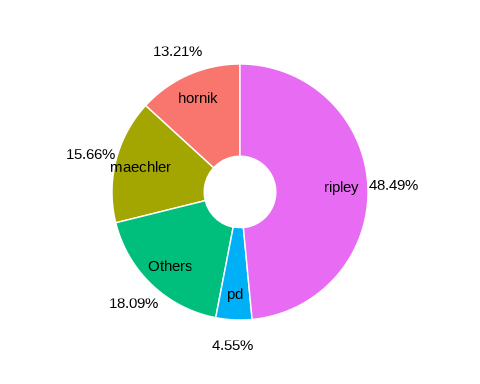 13.21%
hornik
15.66%
maechler
ripley
48.49%
Others
pd
18.09%
4.55%